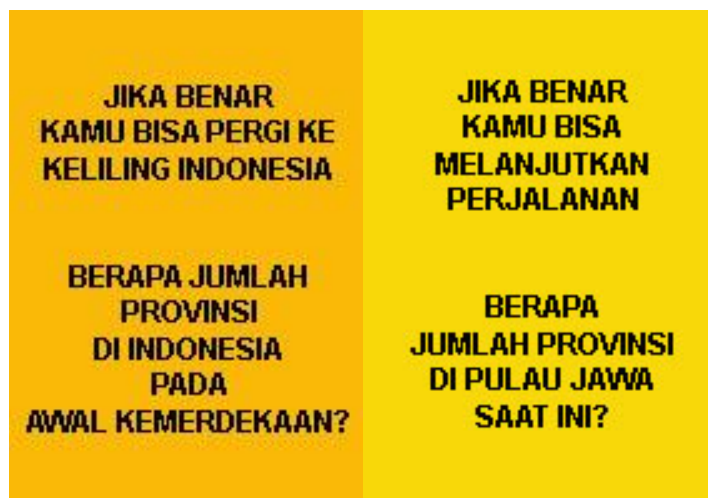 JIKA BENAR
KAMU BISA PERGI KE
KELILING INDONESIA
BERAPA JUMLAH
PROVINSI
DI INDONESIA
PADA
AWAL KEMERDEKAAN?
JIKA BENAR
KAMU BISA
MELANJUTKAN
PERJALANAN
BERAPA
JUMLAH PROVINSI
DI PULAU JAWA
SAAT INI?